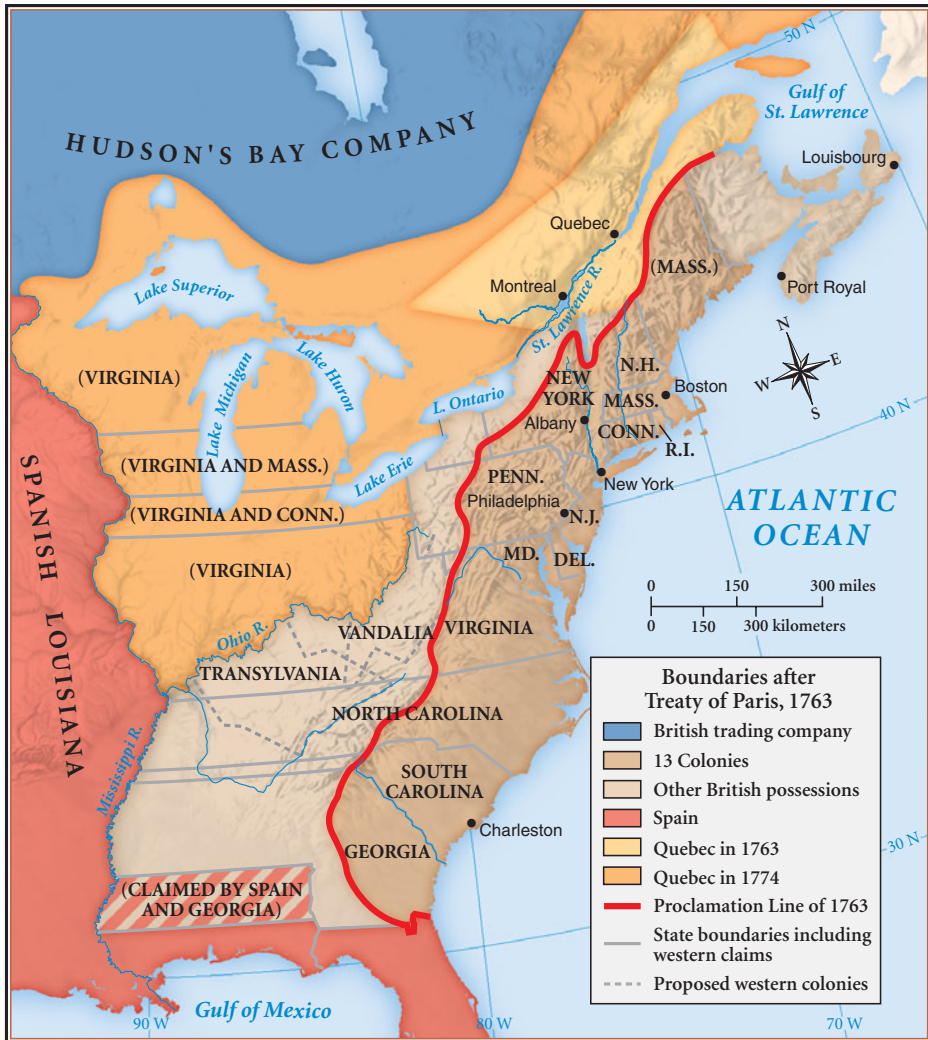 50 N
Gulf of
St. Lawrence
HUDSON'S BAY COMPANY
Louisbourg
Quebec
(MASS.)
Lake Superior
Montreal
St. Lawrence R.
Port Royal
N
W E
S
Lake Michigan
Lake Huron
(VIRGINIA)
N.H.
NEW
YORK
Boston
L. Ontario
MASS.
Albany
CONN.
R.I.
40 N
(VIRGINIA AND MASS.)
Lake Erie
PENN.
New York
Philadelphia
N.J.
(VIRGINIA AND CONN.)
ATLANTIC
OCEAN
SPANISH LOUISIANA
MD.
DEL.
(VIRGINIA)
0 150 300 miles
0 150 300 kilometers
Ohio R.
VANDALIA
VIRGINIA
TRANSYLVANIA
NORTH CAROLINA
Mississippi R.
SOUTH
CAROLINA
Charleston
GEORGIA
30 N
(CLAIMED BY SPAIN
AND GEORGIA)
Gulf of Mexico
90 W
80 W
70 W
Boundaries after
Treaty of Paris, 1763
British trading company
13 Colonies
Other British possessions
Spain
Quebec in 1763
Quebec in 1774
Proclamation Line of 1763
State boundaries including
western claims
Proposed western colonies